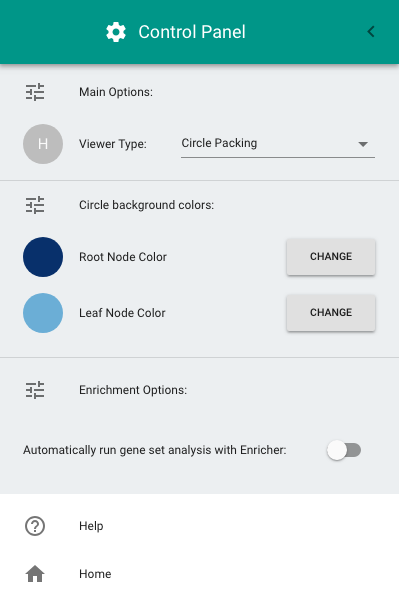 Control Panel
Main Options:
H
Viewer Type:
Circle Packing
Circle background colors:
Root Node Color
CHANGE
Leaf Node Color
CHANGE
Enrichment Options:
Automatically run gene set analysis with Enricher:
Help
Home